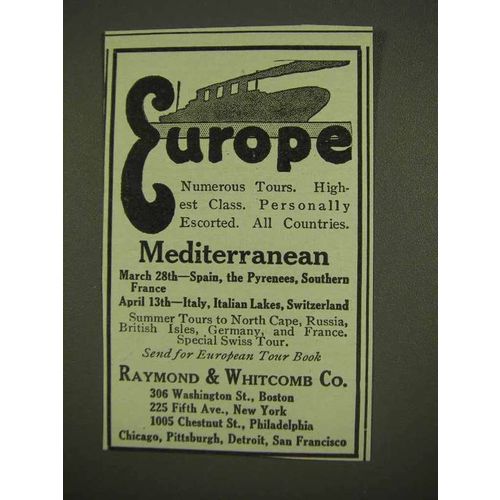 Europe
Numerous Tours. High-
est Class. Personally
Escorted. All Countries.
Mediterranean
March 28th—Spain, the Pyrenees, Southern
France
April 13th—Italy, Italian Lakes, Switzerland
Summer Tours to North Cape, Russia,
British Isles, Germany, and France.
Special Swiss Tour.
Send for European Tour Book
RAYMOND & WHITCOMB CO.
306 Washington St., Boston
225 Fifth Ave., New York
1005 Chestnut St., Philadelphia
Chicago, Pittsburgh, Detroit, San Francisco